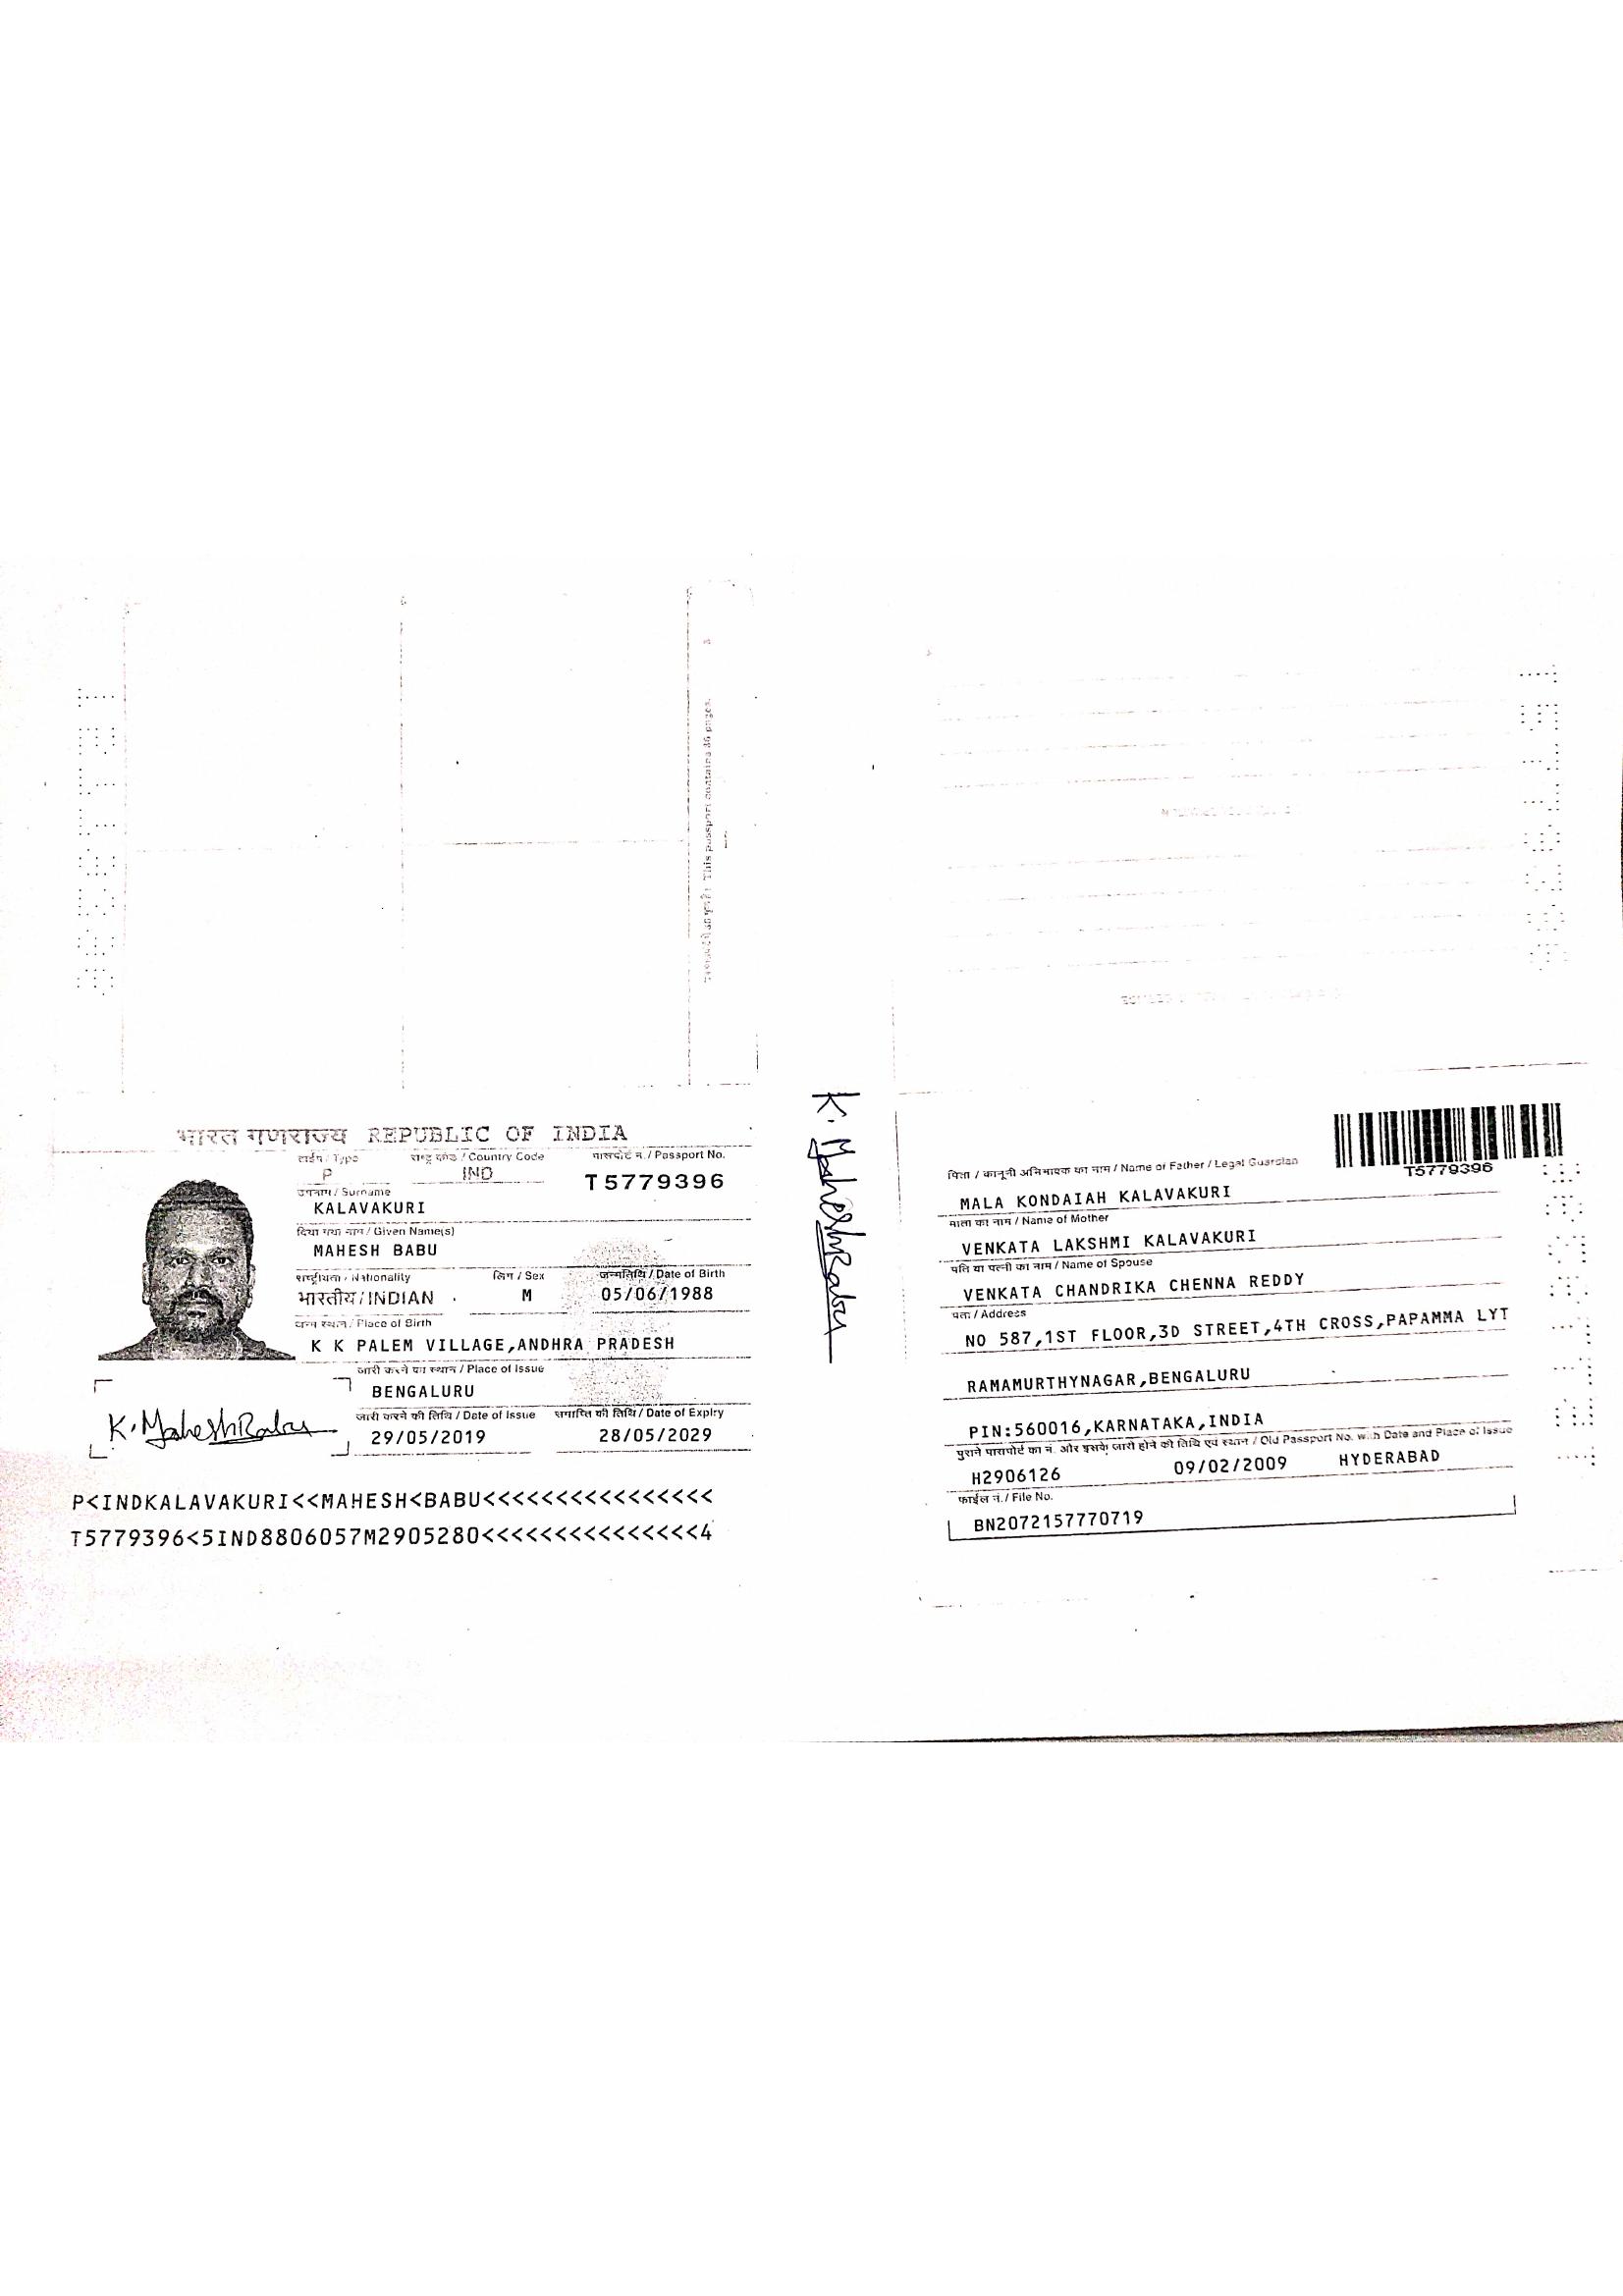 भारत गणराज्य REPUBLIC OF INDIA
टाईप / Type राष्ट्र कोड / Country Code पासपोर्ट नं. / Passport No.
P IND T5779396
उपनाम / Surname
KALAVAKURI
दिया गया नाम / Given Name(s)
MAHESH BABU
राष्ट्रीयता / Nationality लिंग / Sex जन्मतिथि / Date of Birth
भारतीय / INDIAN M 05/06/1988
जन्म स्थान / Place of Birth
K K PALEM VILLAGE,ANDHRA PRADESH
जारी करने का स्थान / Place of Issue
BENGALURU
जारी करने की तिथि / Date of Issue समाप्ति की तिथि / Date of Expiry
29/05/2019 28/05/2029
K. Mahesh Babu
P<INDKALAVAKURI<<MAHESH<BABU<<<<<<<<<<<<<<<<
T5779396<5IND8806057M2905280<<<<<<<<<<<<<<<4
This passport contains 36 pages.
K. Mahesh Babu
T5779396
पिता / कानूनी अभिभावक का नाम / Name of Father / Legal Guardian
MALA KONDAIAH KALAVAKURI
माता का नाम / Name of Mother
VENKATA LAKSHMI KALAVAKURI
पति या पत्नी का नाम / Name of Spouse
VENKATA CHANDRIKA CHENNA REDDY
पता / Address
NO 587,1ST FLOOR,3D STREET,4TH CROSS,PAPAMMA LYT
RAMAMURTHYNAGAR,BENGALURU
PIN:560016,KARNATAKA,INDIA
पुराने पासपोर्ट का नं. और इसके जारी होने की तिथि एवं स्थान / Old Passport No. with Date and Place of Issue
H2906126 09/02/2009 HYDERABAD
फाईल नं. / File No.
BN2072157770719